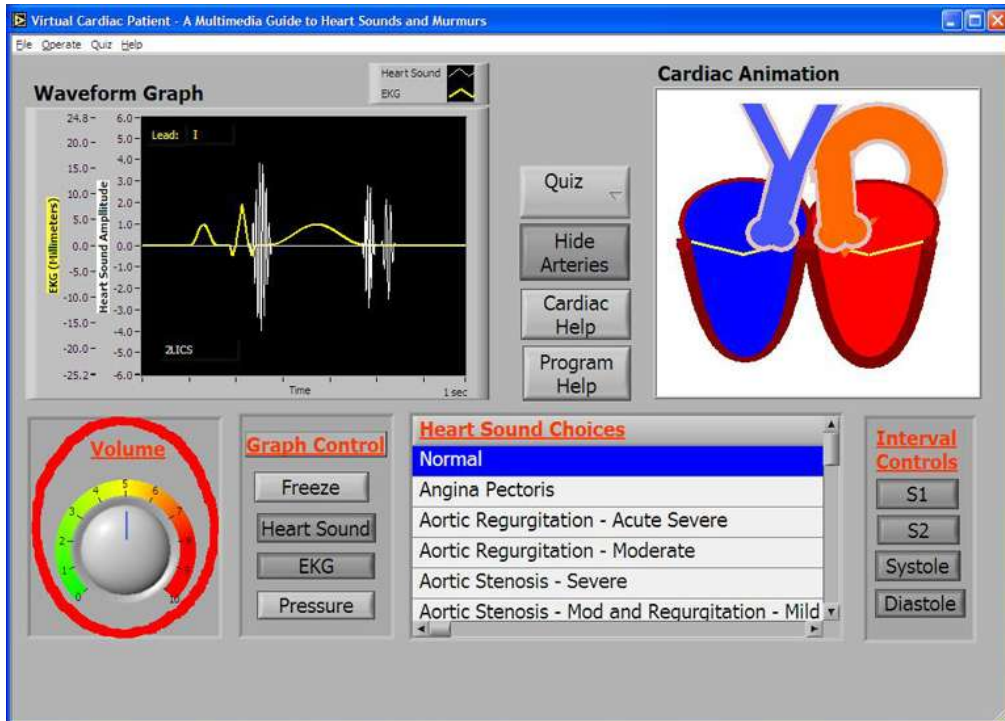 Virtual Cardiac Patient - A Multimedia Guide to Heart Sounds and Murmurs
File Operate Quiz Help
Waveform Graph
Heart Sound
EKG
Cardiac Animation
EKG (Millimeters)
24.8
20.0
15.0
10.0
5.0
0.0
-5.0
-10.0
-15.0
-20.0
-25.2
Heart Sound Ampllitude
6.0
5.0
4.0
3.0
2.0
1.0
0.0
-1.0
-2.0
-3.0
-4.0
-5.0
-6.0
Lead: I
2LICS
Time
1 sec
Quiz
Hide
Arteries
Cardiac
Help
Program
Help
Volume
0
1
2
3
4
5
6
7
8
9
10
Graph Control
Freeze
Heart Sound
EKG
Pressure
Heart Sound Choices
Normal
Angina Pectoris
Aortic Regurgitation - Acute Severe
Aortic Regurgitation - Moderate
Aortic Stenosis - Severe
Aortic Stenosis - Mod and Regurgitation - Mild
Interval
Controls
S1
S2
Systole
Diastole